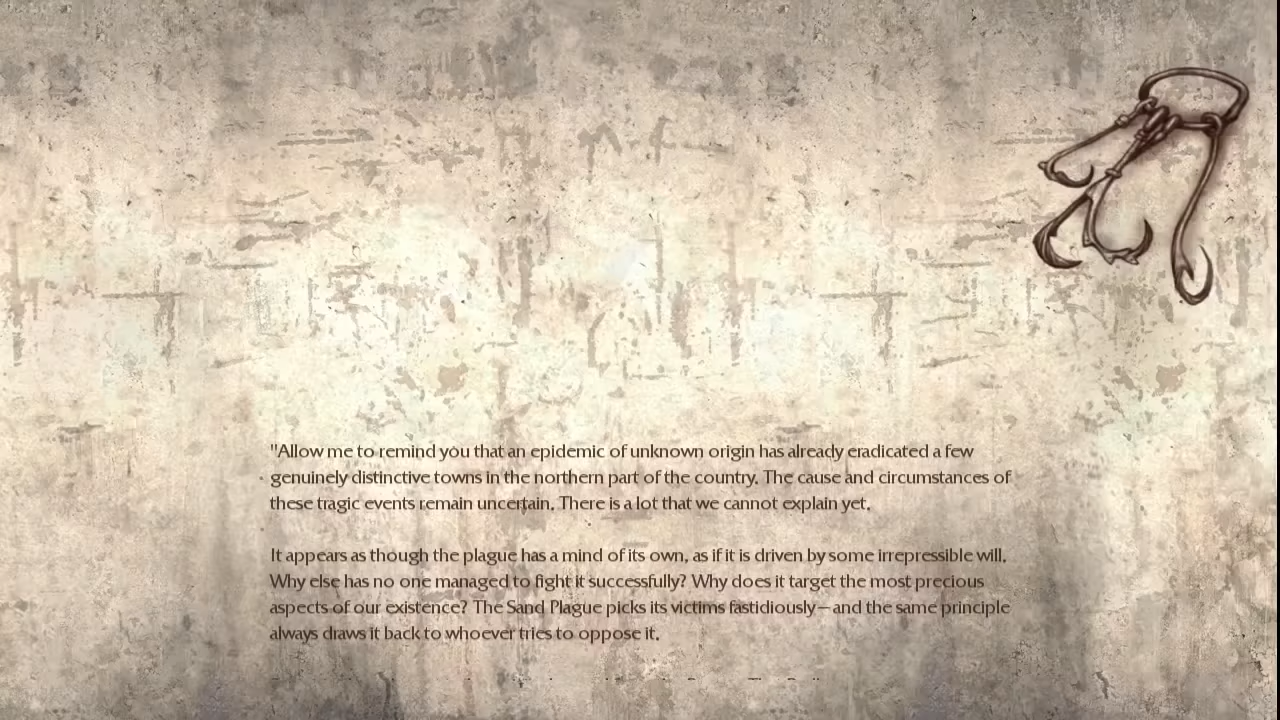 "Allow me to remind you that an epidemic of unknown origin has already eradicated a few
genuinely distinctive towns in the northern part of the country. The cause and circumstances of
these tragic events remain uncertain. There is a lot that we cannot explain yet.
It appears as though the plague has a mind of its own, as if it is driven by some irrepressible will.
Why else has no one managed to fight it successfully? Why does it target the most precious
aspects of our existence? The Sand Plague picks its victims fastidiously—and the same principle
always draws it back to whoever tries to oppose it.